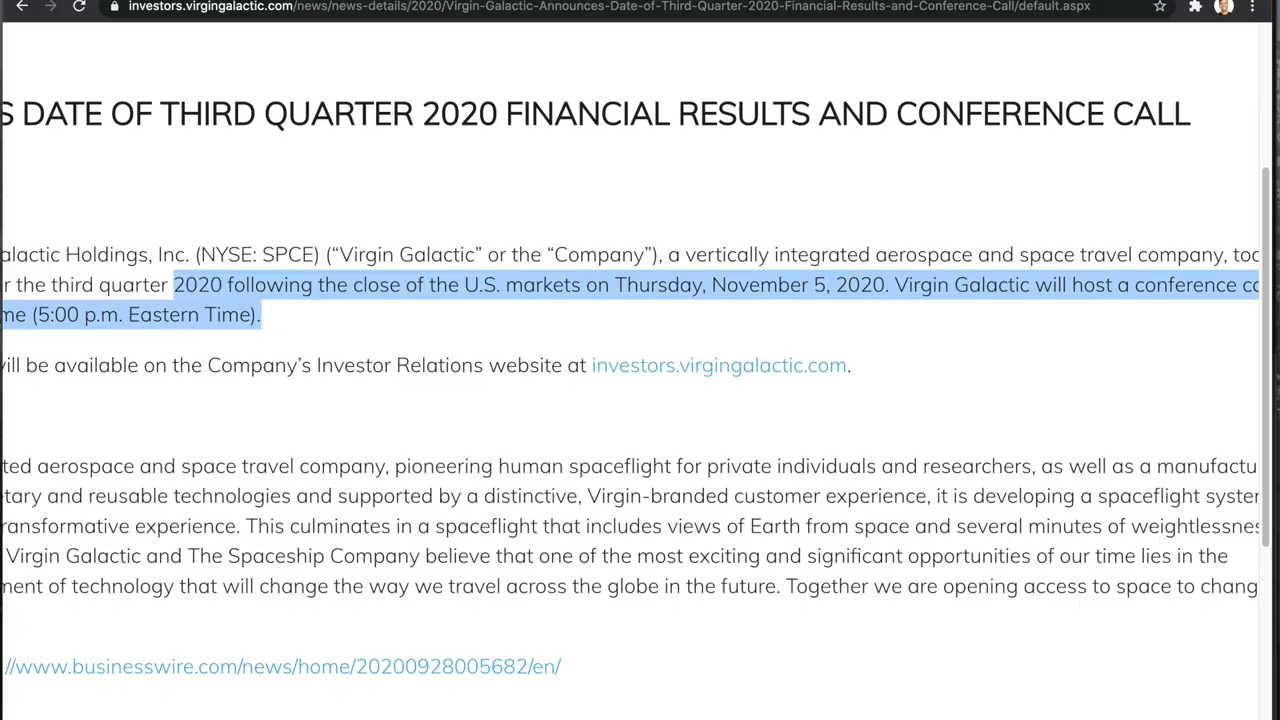 investors.virgingalactic.com/news/news-details/2020/Virgin-Galactic-Announces-Date-of-Third-Quarter-2020-Financial-Results-and-Conference-Call/default.aspx
S DATE OF THIRD QUARTER 2020 FINANCIAL RESULTS AND CONFERENCE CALL
alactic Holdings, Inc. (NYSE: SPCE) (“Virgin Galactic” or the “Company”), a vertically integrated aerospace and space travel company, too
r the third quarter 2020 following the close of the U.S. markets on Thursday, November 5, 2020. Virgin Galactic will host a conference ca
me (5:00 p.m. Eastern Time).
ill be available on the Company’s Investor Relations website at investors.virgingalactic.com.
ted aerospace and space travel company, pioneering human spaceflight for private individuals and researchers, as well as a manufactu
etary and reusable technologies and supported by a distinctive, Virgin-branded customer experience, it is developing a spaceflight system
ransformative experience. This culminates in a spaceflight that includes views of Earth from space and several minutes of weightlessnes
Virgin Galactic and The Spaceship Company believe that one of the most exciting and significant opportunities of our time lies in the
ment of technology that will change the way we travel across the globe in the future. Together we are opening access to space to chang
//www.businesswire.com/news/home/20200928005682/en/